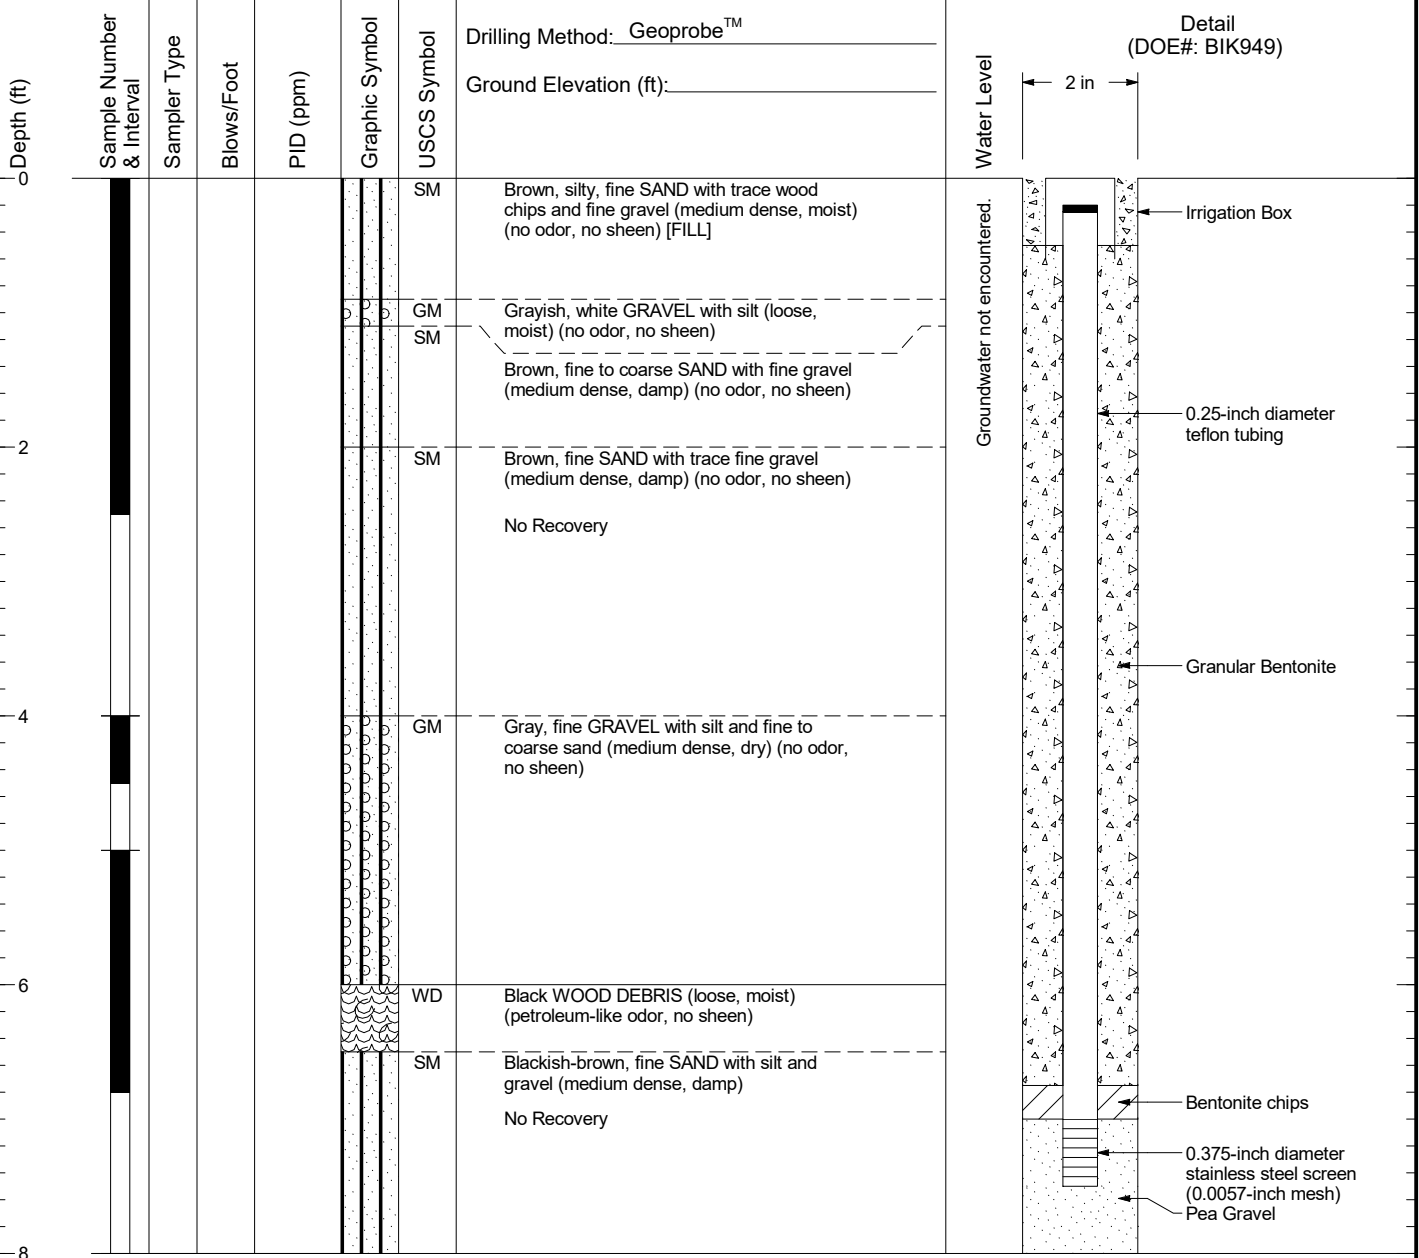 Depth (ft)
Sample Number
& Interval
Sampler Type
Blows/Foot
PID (ppm)
Graphic Symbol
USCS Symbol
Drilling Method: Geoprobe™
Ground Elevation (ft):
Water Level
Detail
(DOE#: BIK949)
2 in
0
SM
Brown, silty, fine SAND with trace wood
chips and fine gravel (medium dense, moist)
(no odor, no sheen) [FILL]
Groundwater not encountered.
Irrigation Box
GM
Grayish, white GRAVEL with silt (loose,
moist) (no odor, no sheen)
SM
Brown, fine to coarse SAND with fine gravel
(medium dense, damp) (no odor, no sheen)
0.25-inch diameter
teflon tubing
2
SM
Brown, fine SAND with trace fine gravel
(medium dense, damp) (no odor, no sheen)
No Recovery
Granular Bentonite
4
GM
Gray, fine GRAVEL with silt and fine to
coarse sand (medium dense, dry) (no odor,
no sheen)
6
WD
Black WOOD DEBRIS (loose, moist)
(petroleum-like odor, no sheen)
SM
Blackish-brown, fine SAND with silt and
gravel (medium dense, damp)
No Recovery
Bentonite chips
0.375-inch diameter
stainless steel screen
(0.0057-inch mesh)
Pea Gravel
8